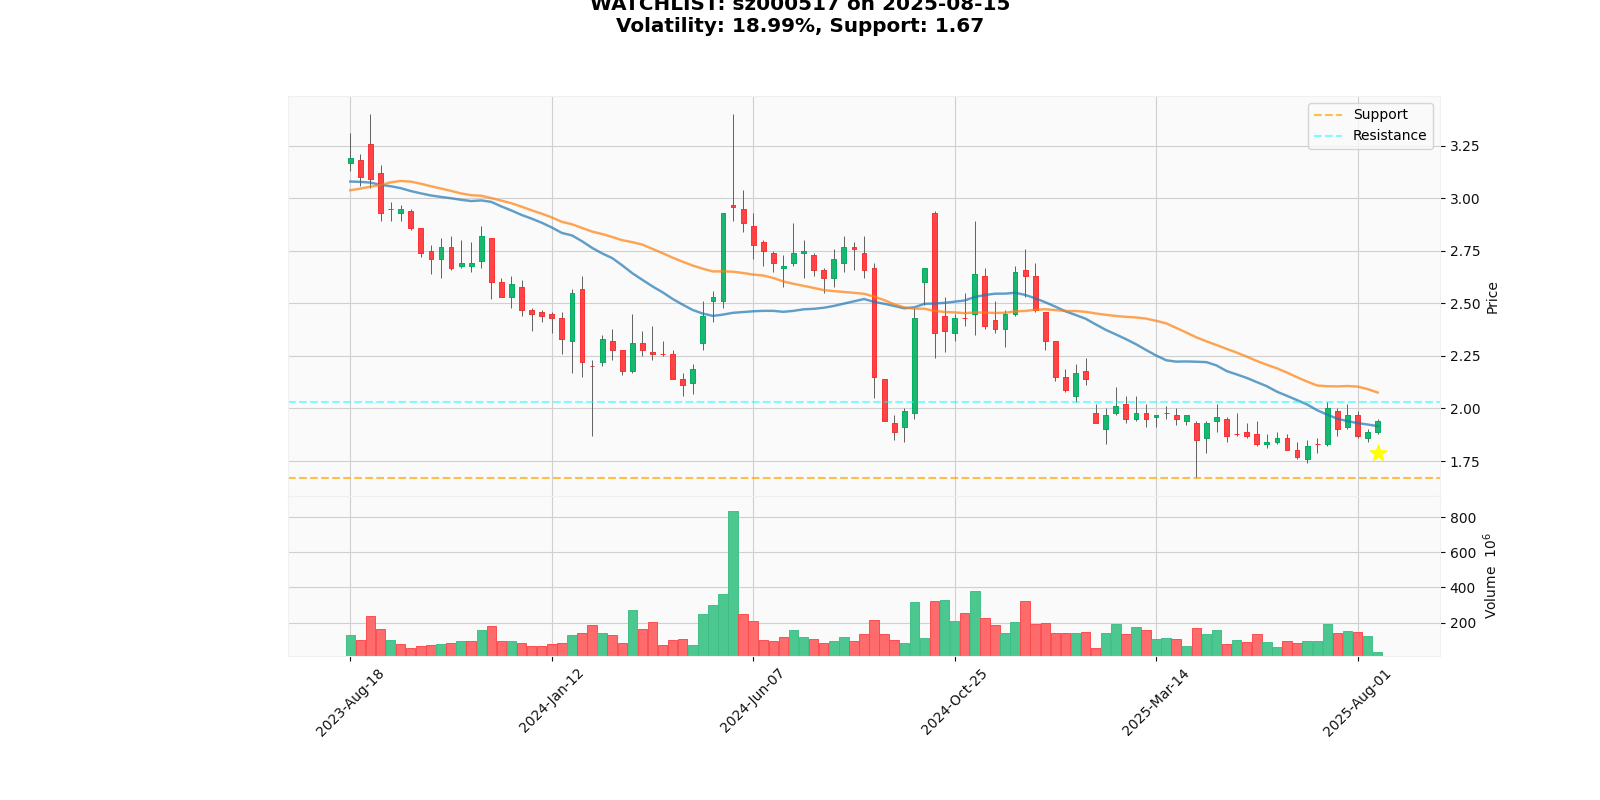 WATCHLIST: sz000517 on 2025-08-15
Volatility: 18.99%, Support: 1.67
Support
Resistance
3.25
3.00
2.75
2.50
2.25
2.00
1.75
Price
800
600
400
200
Volume 10⁶
2023-Aug-18
2024-Jan-12
2024-Jun-07
2024-Oct-25
2025-Mar-14
2025-Aug-01